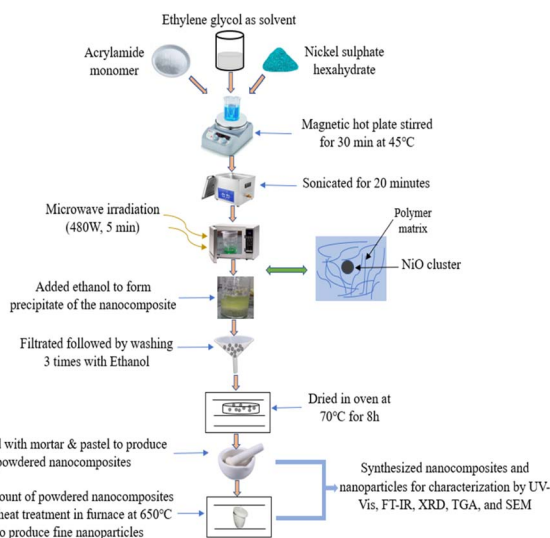 Ethylene glycol as solvent
Acrylamide
monomer
Nickel sulphate
hexahydrate
Magnetic hot plate stirred
for 30 min at 45℃
Sonicated for 20 minutes
Microwave irradiation
(480W, 5 min)
Polymer
matrix
NiO cluster
Added ethanol to form
precipitate of the nanocomposite
Filtrated followed by washing
3 times with Ethanol
Dried in oven at
70℃ for 8h
with mortar & pastel to produce
powdered nanocomposites
Synthesized nanocomposites and
nanoparticles for characterization by UV-
Vis, FT-IR, XRD, TGA, and SEM
of powdered nanocomposites
heat treatment in furnace at 650℃
to produce fine nanoparticles